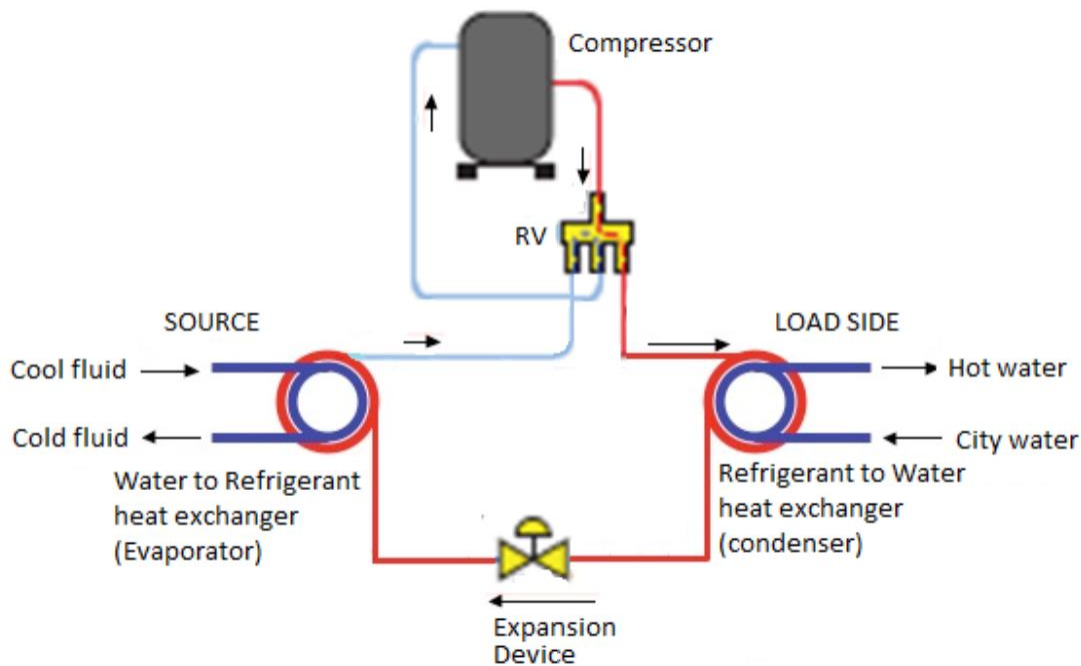 Compressor
RV
SOURCE
LOAD SIDE
Cool fluid
Hot water
Cold fluid
City water
Water to Refrigerant
heat exchanger
(Evaporator)
Refrigerant to Water
heat exchanger
(condenser)
Expansion
Device